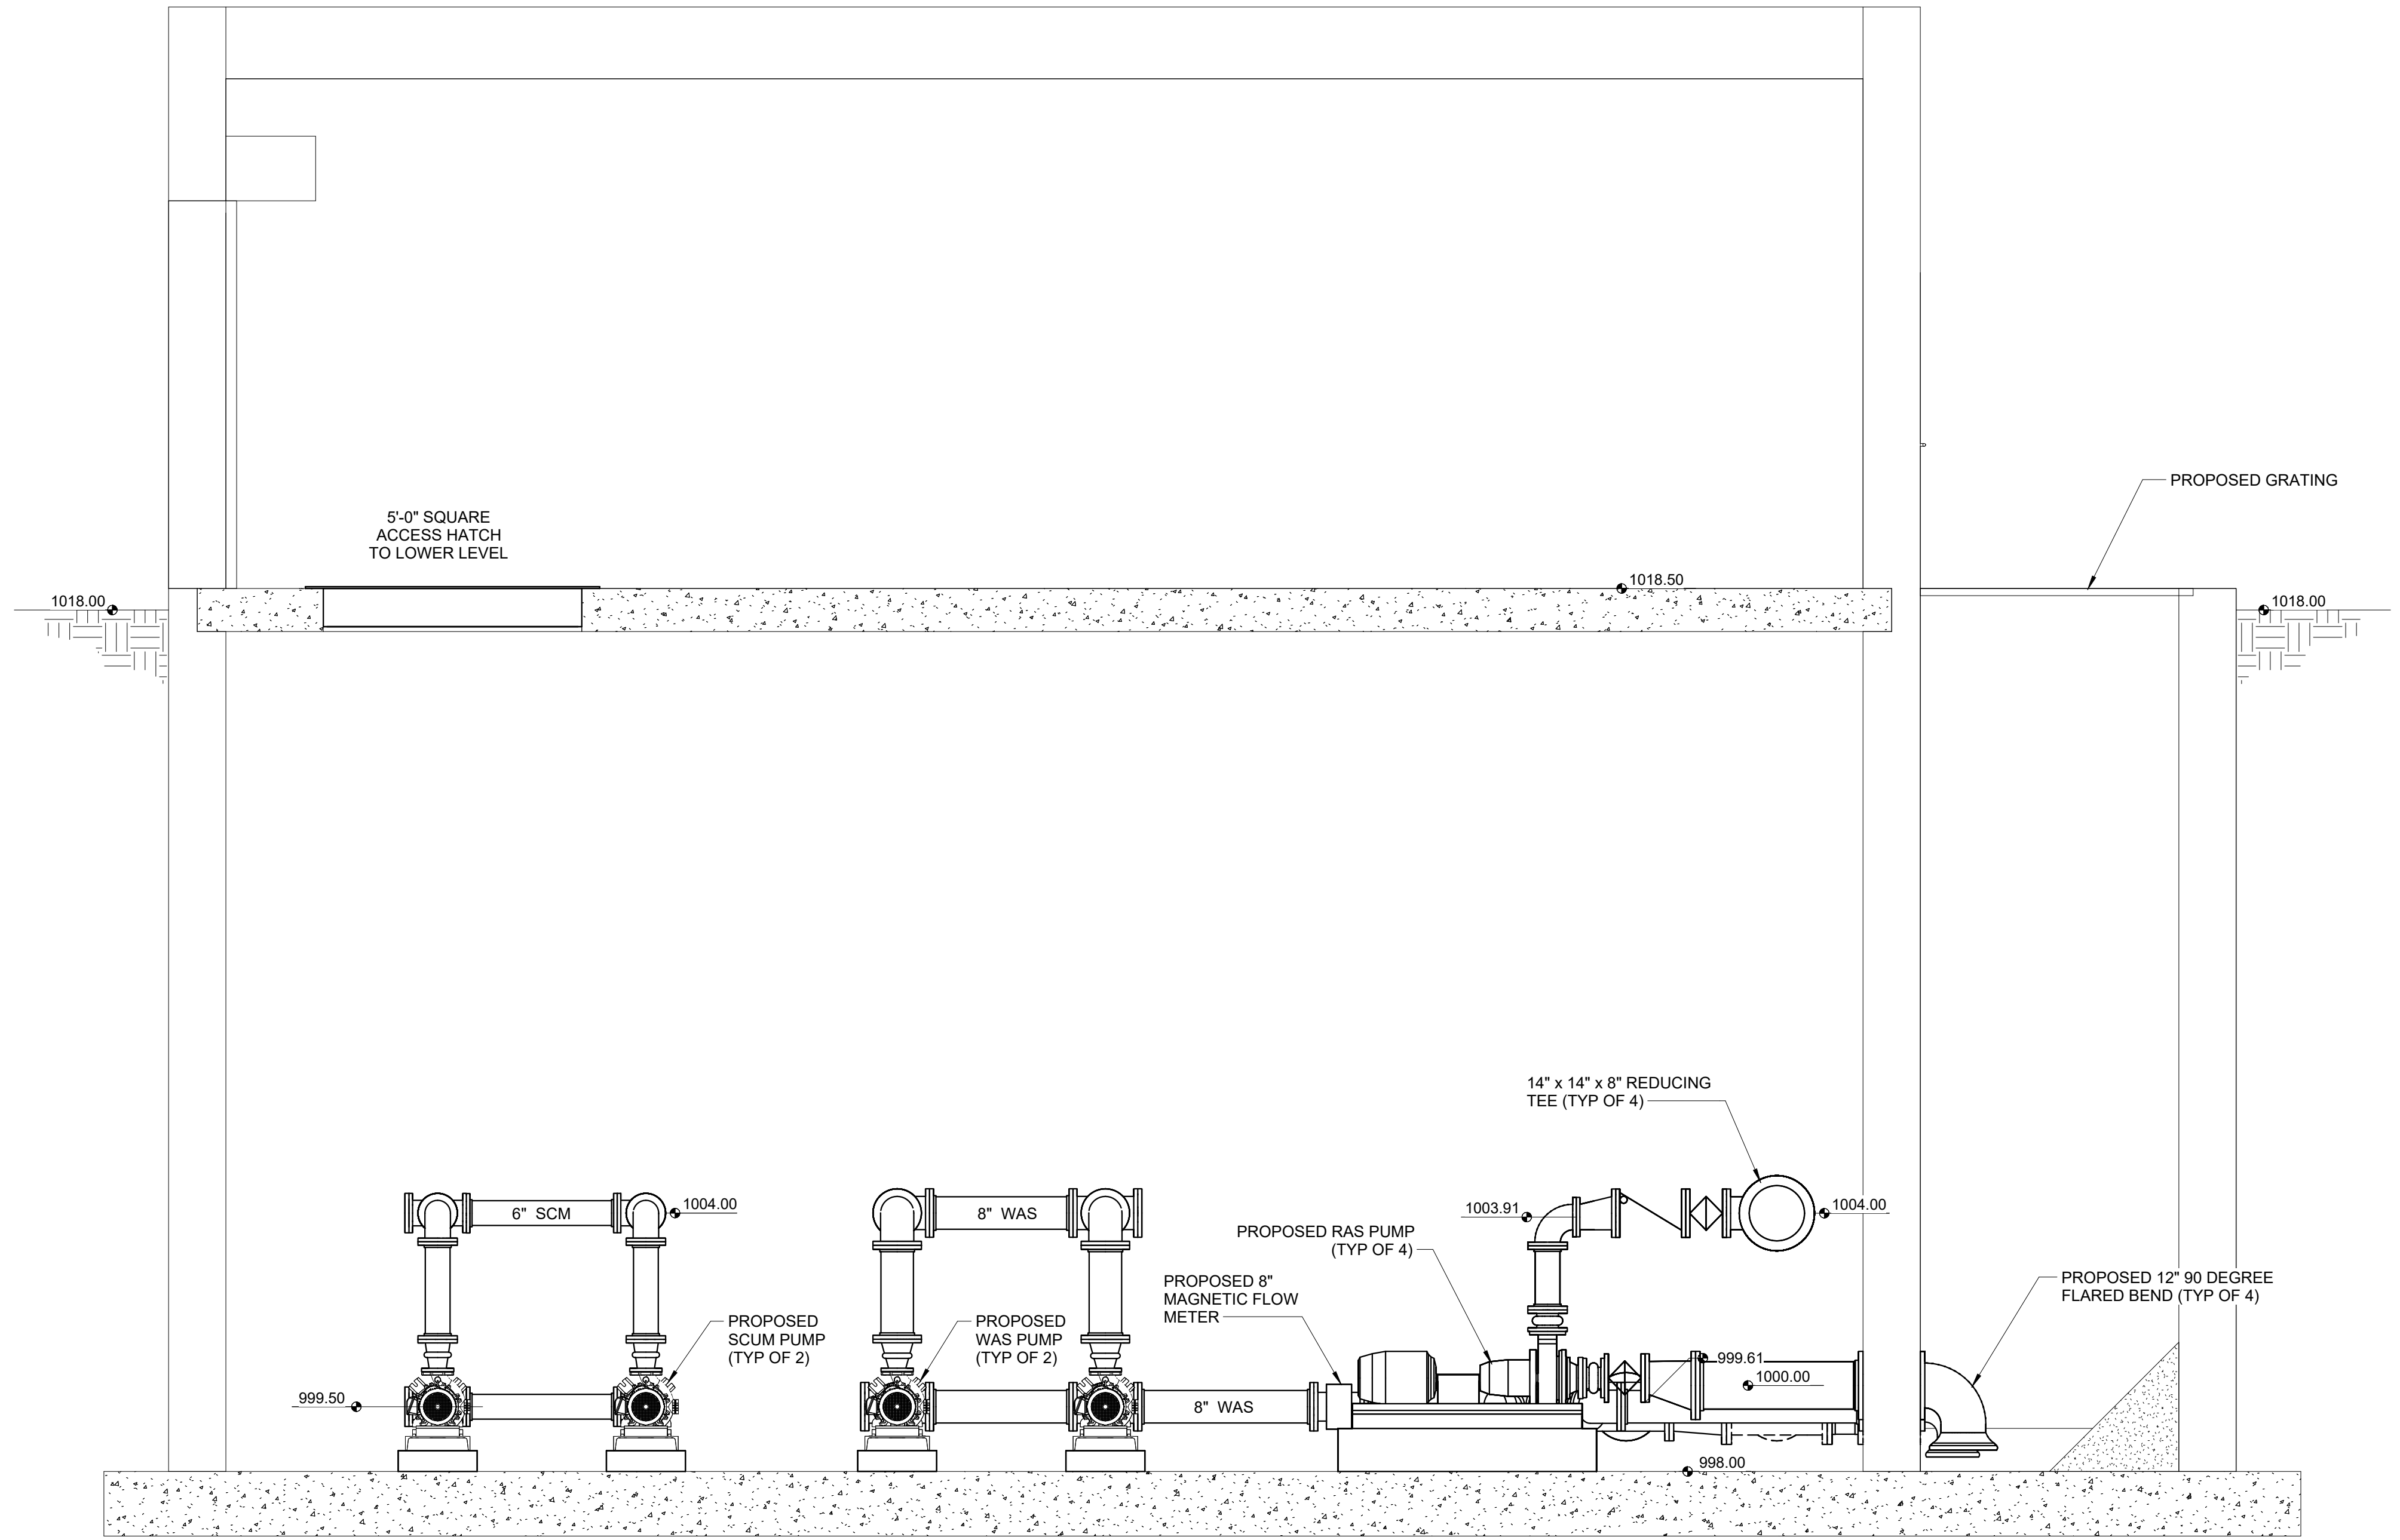 PROPOSED GRATING
5'-0" SQUARE
ACCESS HATCH
TO LOWER LEVEL
1018.50
1018.00
1018.00
14" x 14" x 8" REDUCING
TEE (TYP OF 4)
6"  SCM
1004.00
8"  WAS
1003.91
1004.00
PROPOSED RAS PUMP
(TYP OF 4)
PROPOSED 8"
MAGNETIC FLOW
METER
PROPOSED 12" 90 DEGREE
FLARED BEND (TYP OF 4)
PROPOSED
SCUM PUMP
(TYP OF 2)
PROPOSED
WAS PUMP
(TYP OF 2)
999.61
1000.00
999.50
8"  WAS
998.00